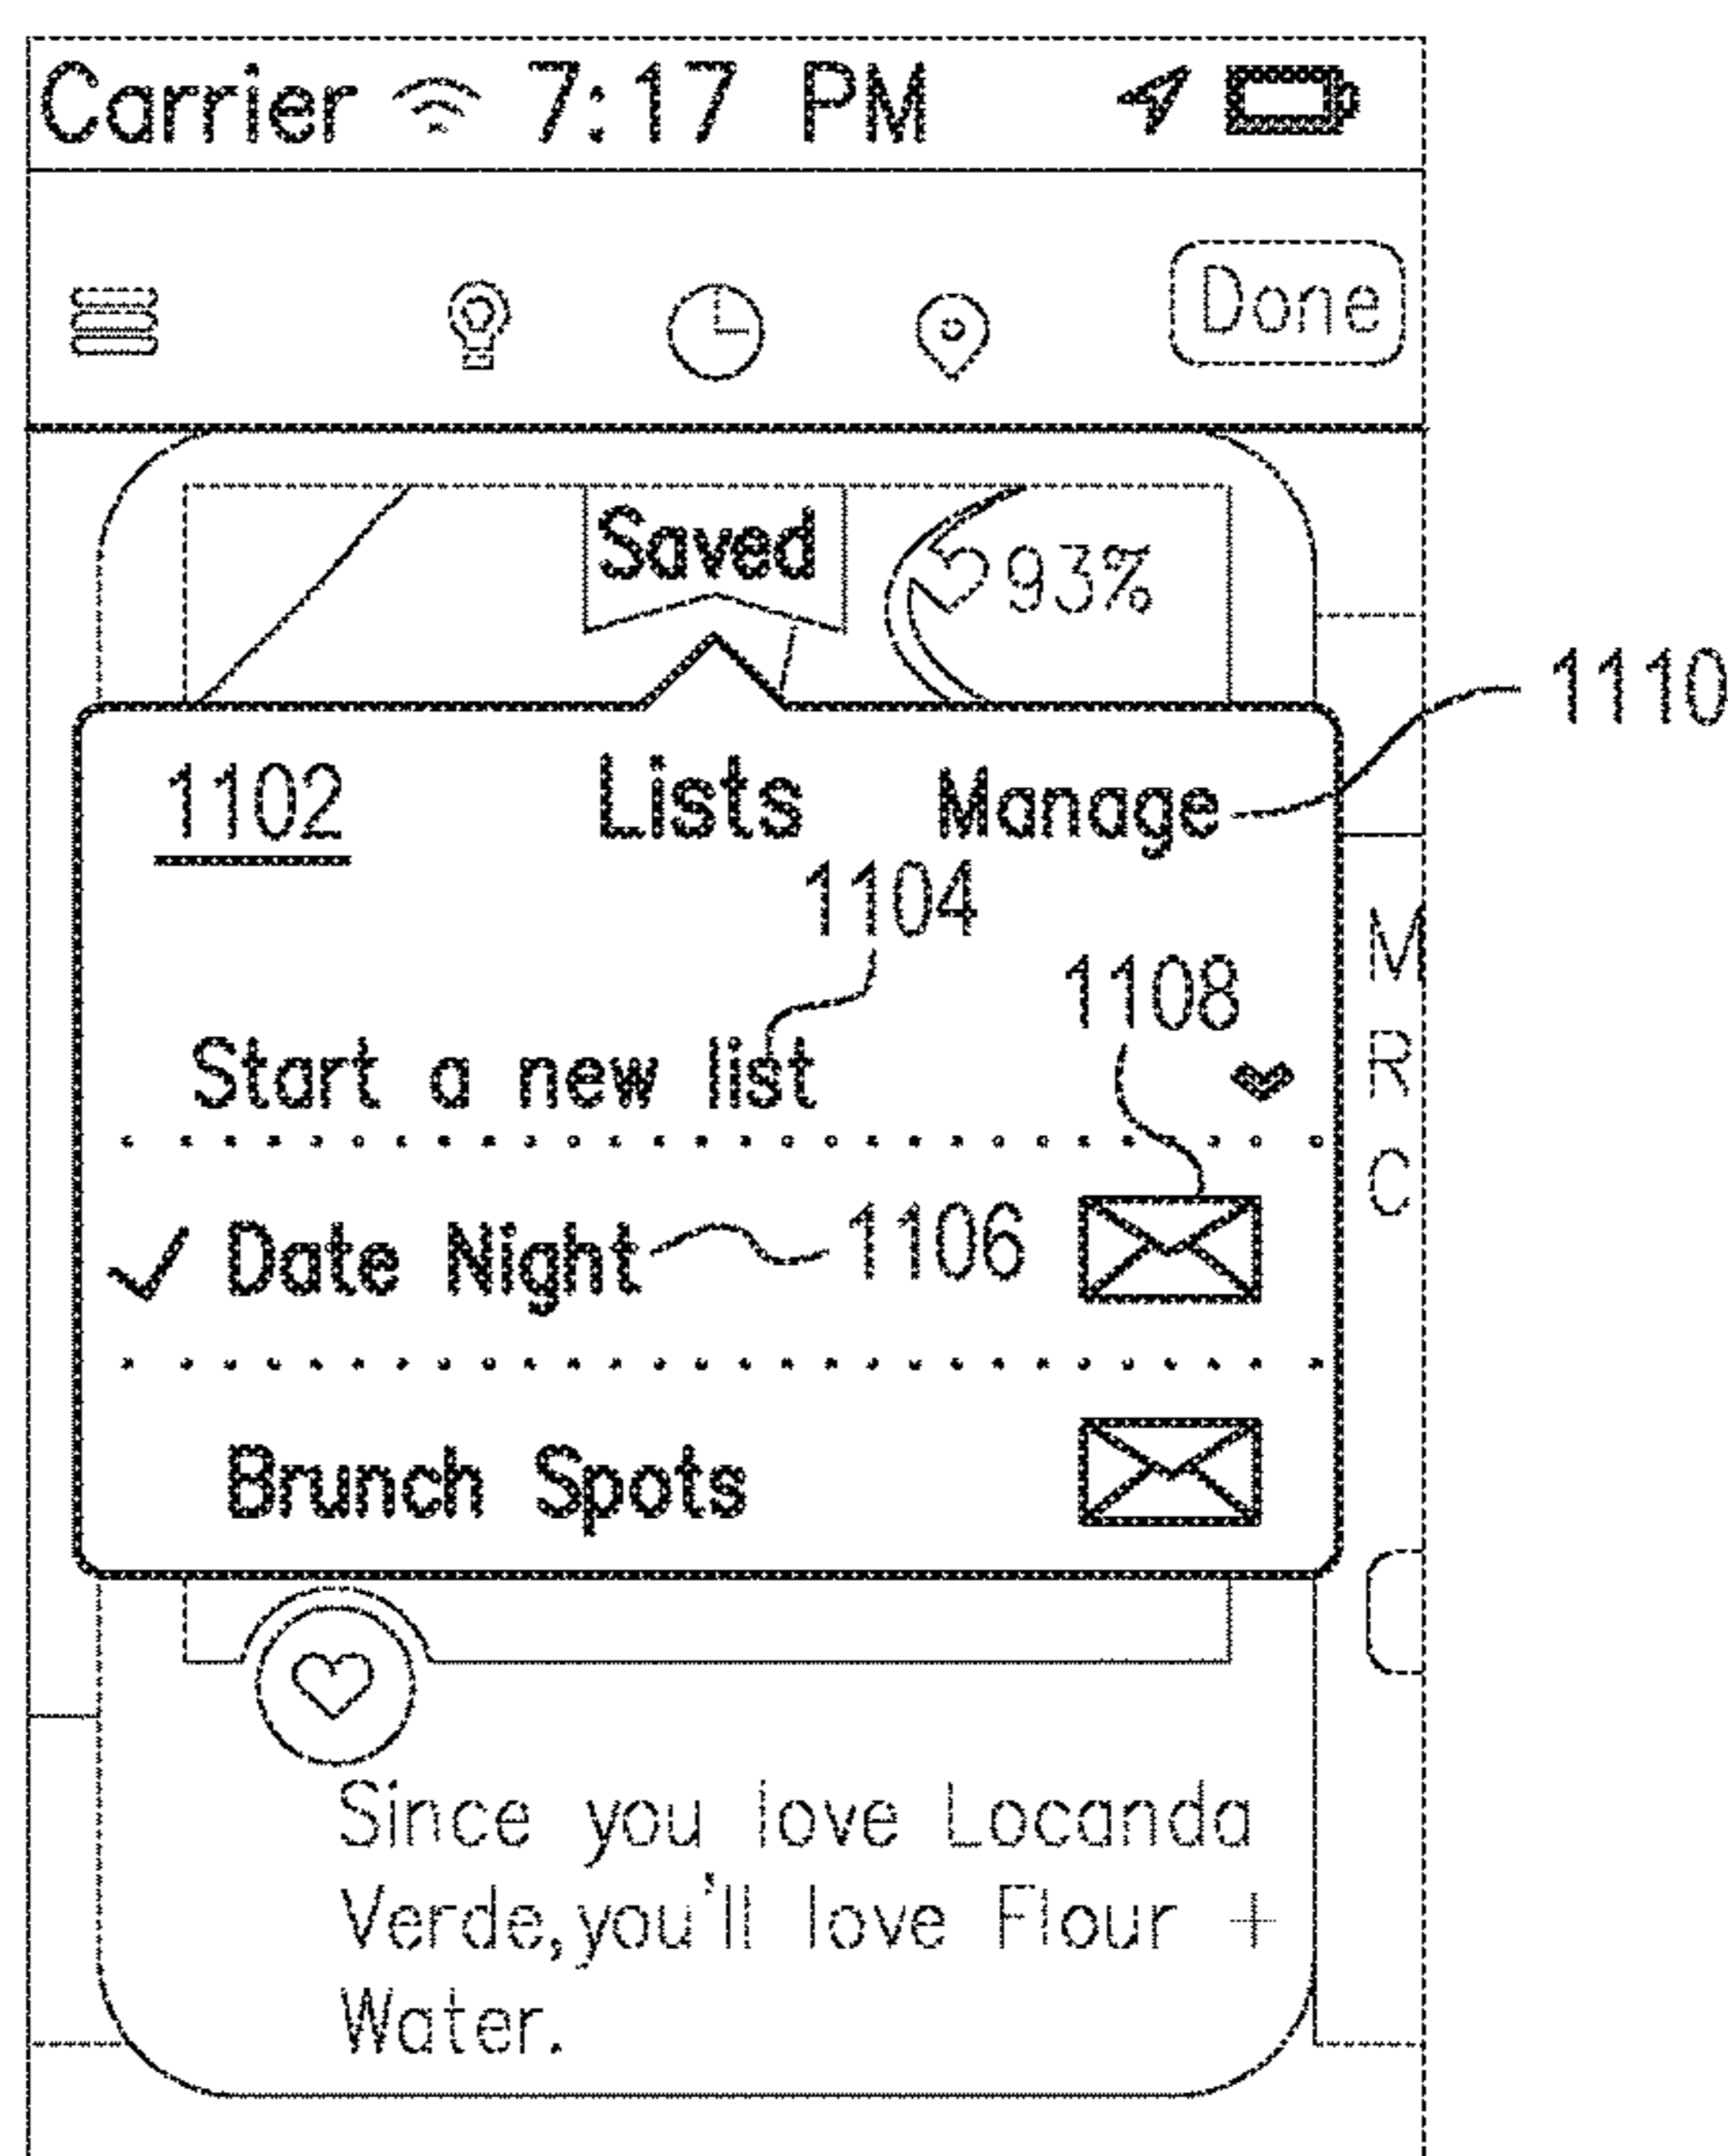 Carrier 7:17 PM
Done
Saved
93%
1110
1102 Lists Manage
1104
1108
M
Start a new list
R
C
Date Night 1106
Brunch Spots
Since you love Locanda
Verde,you'll love Flour +
Water.